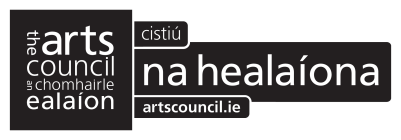 the arts
council
an chomhairle
ealaíon
cistiú
na healaíona
artscouncil.ie